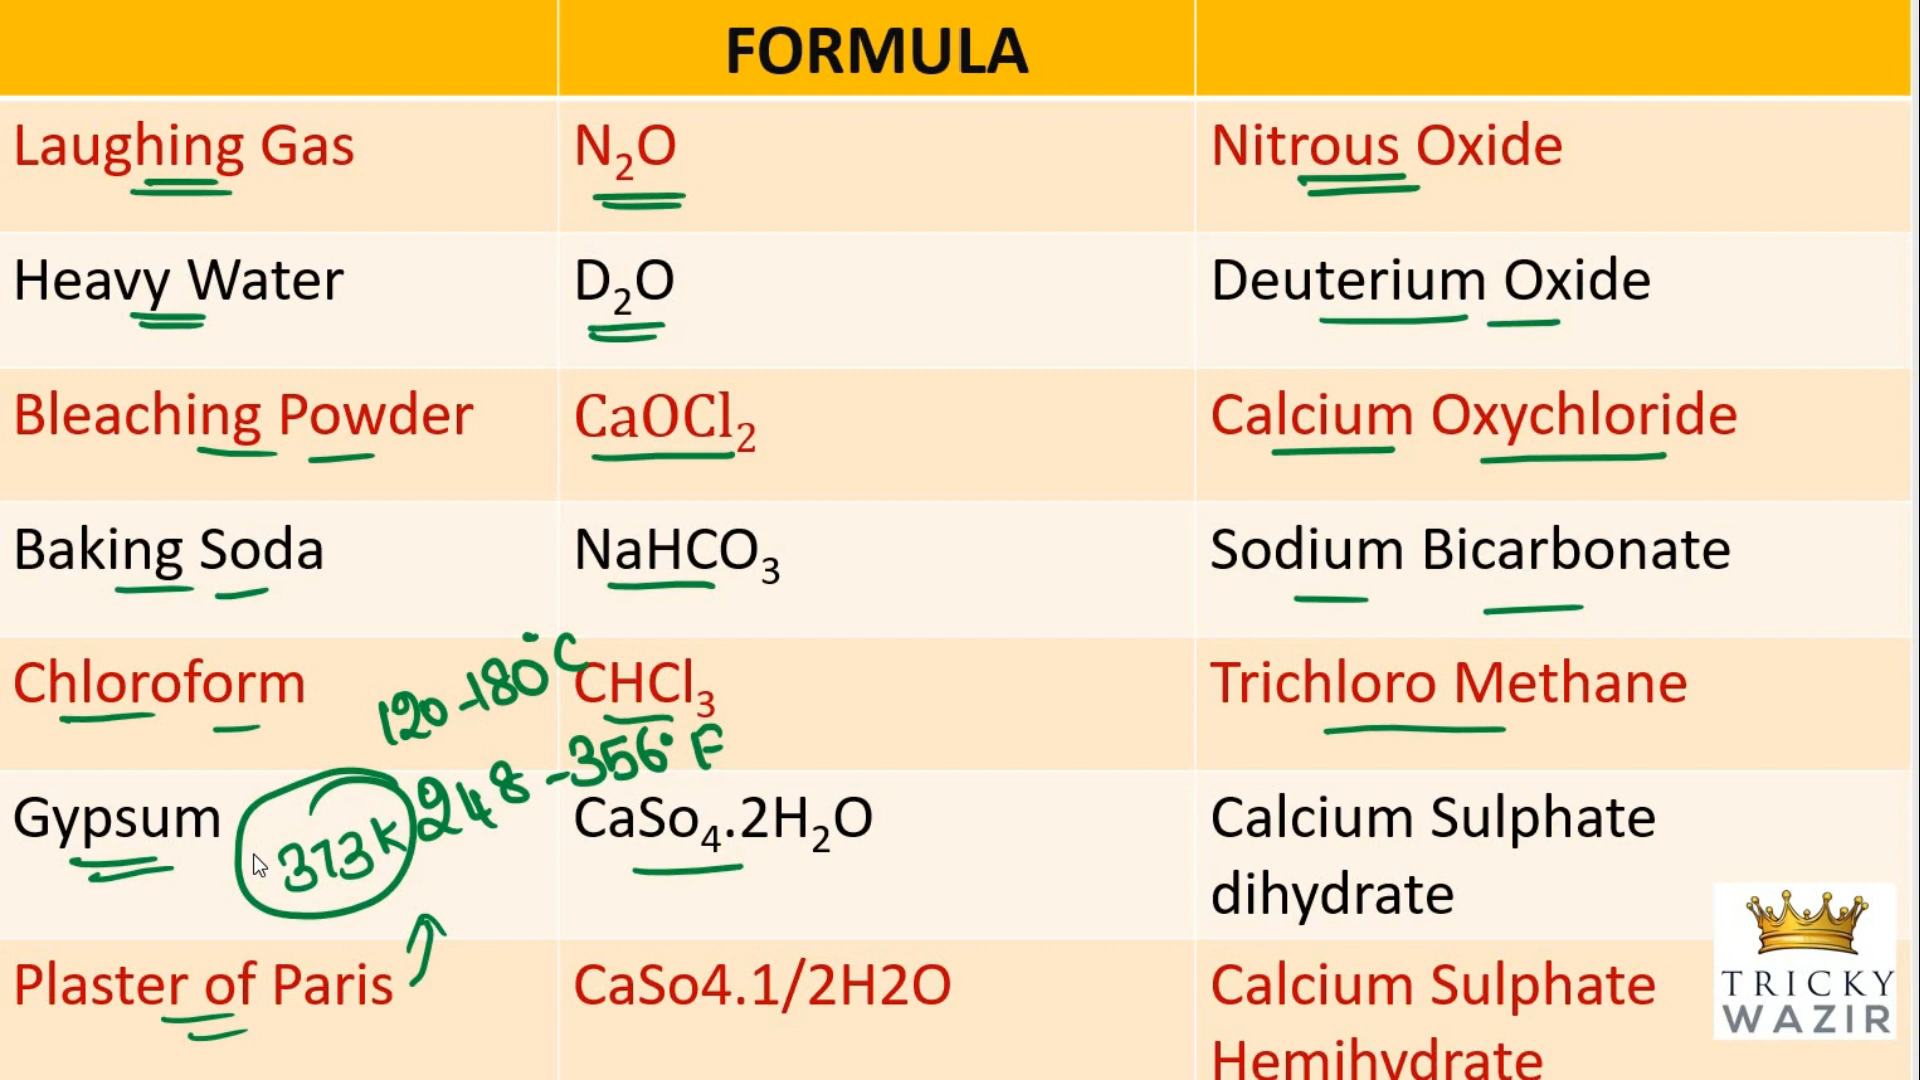 FORMULA
Laughing Gas N₂O Nitrous Oxide
Heavy Water D₂O Deuterium Oxide
Bleaching Powder CaOCl₂ Calcium Oxychloride
Baking Soda NaHCO₃ Sodium Bicarbonate
120-180°C
Chloroform CHCl₃ Trichloro Methane
248-356°F
Gypsum CaSo₄.2H₂O Calcium Sulphate
373K
dihydrate
Plaster of Paris CaSo4.1/2H2O Calcium Sulphate
Hemihydrate
TRICKY
WAZIR